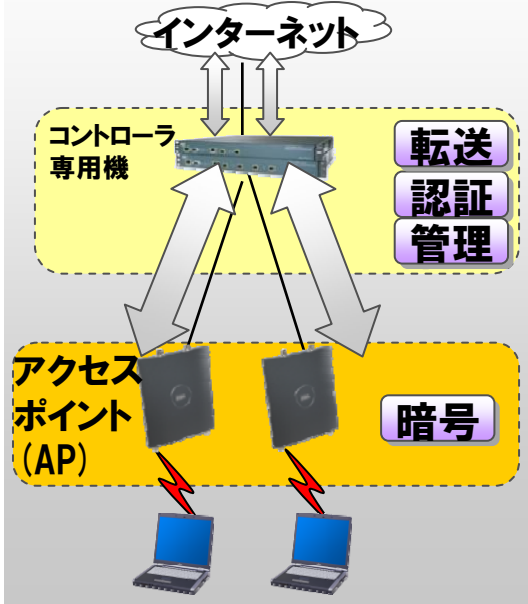 インターネット
コントローラ
専用機
転送
認証
管理
アクセス
ポイント
(AP)
暗号